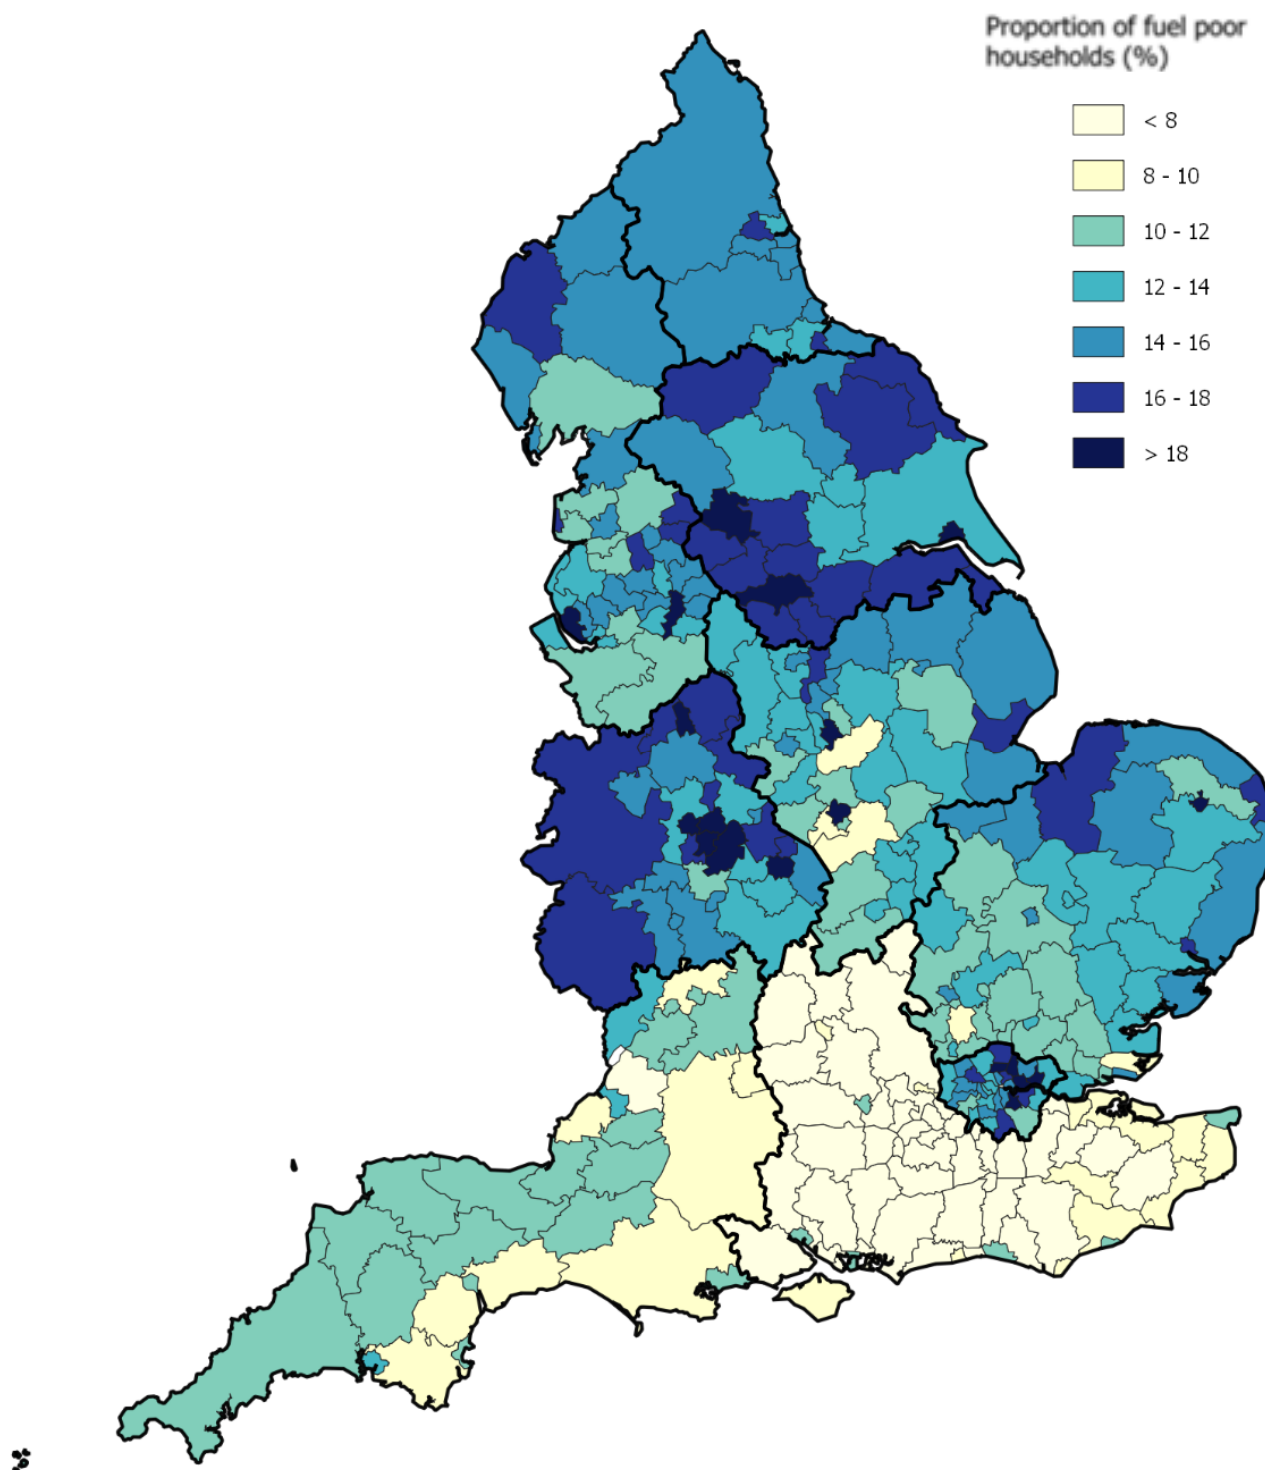 Proportion of fuel poor
households (%)
< 8
8 - 10
10 - 12
12 - 14
14 - 16
16 - 18
> 18